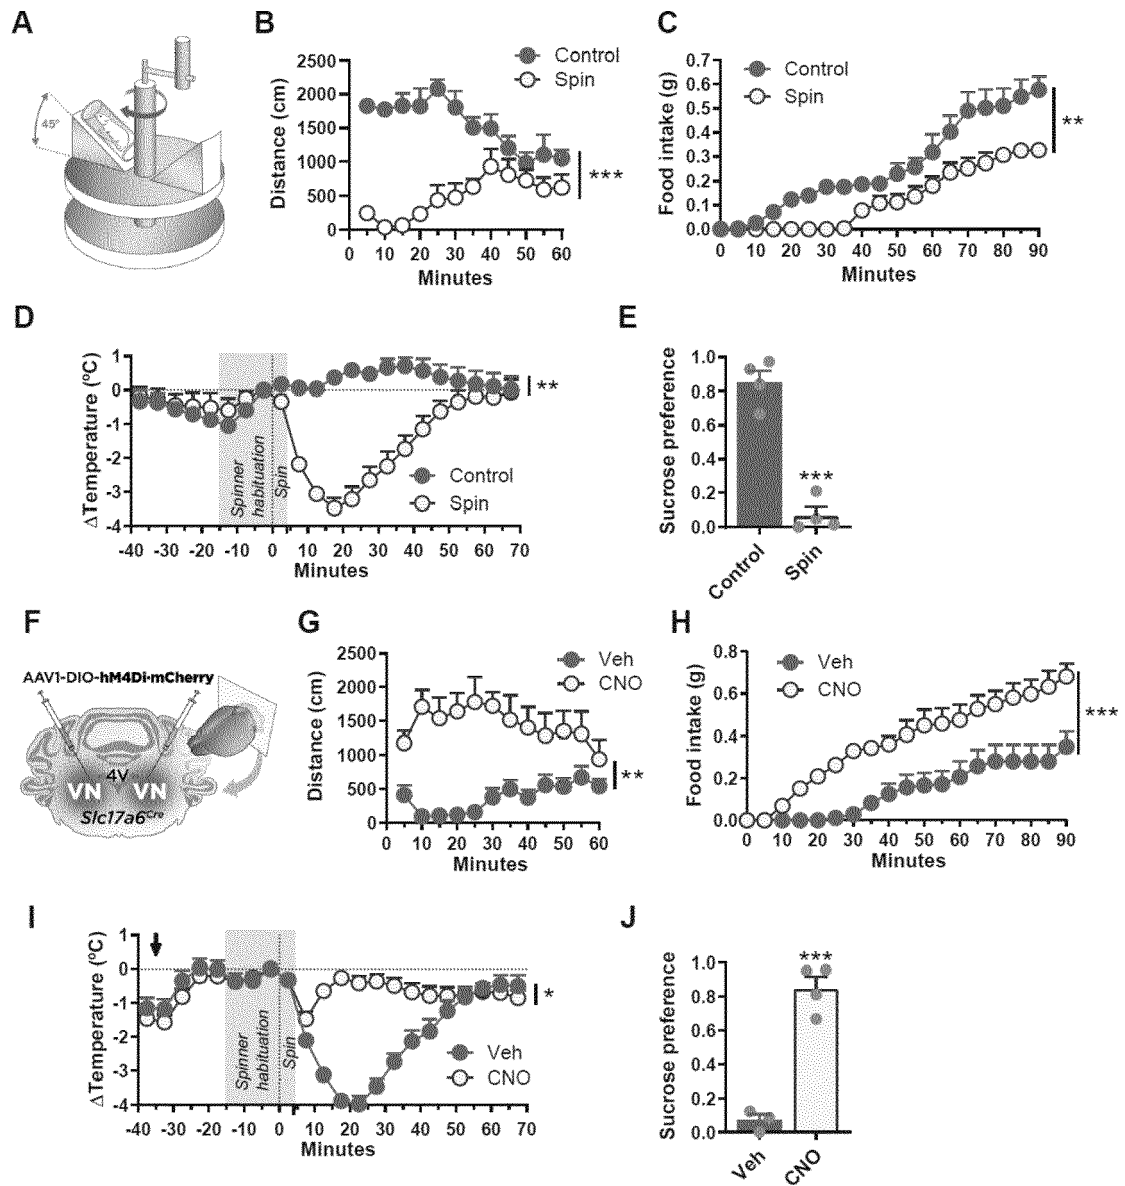 A
45°
B
Control
Spin
2500
2000
1500
1000
500
0
Distance (cm)
0 10 20 30 40 50 60
Minutes
***
C
Control
Spin
0.7
0.6
0.5
0.4
0.3
0.2
0.1
0.0
Food intake (g)
0 10 20 30 40 50 60 70 80 90
Minutes
**
D
1
0
-1
-2
-3
-4
ΔTemperature (ºC)
Spinner
habituation
Spin
Control
Spin
-40 -30 -20 -10 0 10 20 30 40 50 60 70
Minutes
**
E
1.0
0.8
0.6
0.4
0.2
0.0
Sucrose preference
***
Control
Spin
F
AAV1-DIO-hM4Di-mCherry
4V
VN VN
Slc17a6Cre
G
Veh
CNO
2500
2000
1500
1000
500
0
Distance (cm)
0 10 20 30 40 50 60
Minutes
**
H
Veh
CNO
0.8
0.6
0.4
0.2
0.0
Food intake (g)
0 10 20 30 40 50 60 70 80 90
Minutes
***
I
1
0
-1
-2
-3
-4
ΔTemperature (ºC)
Spinner
habituation
Spin
Veh
CNO
-40 -30 -20 -10 0 10 20 30 40 50 60 70
Minutes
*
J
1.0
0.8
0.6
0.4
0.2
0.0
Sucrose preference
***
Veh
CNO